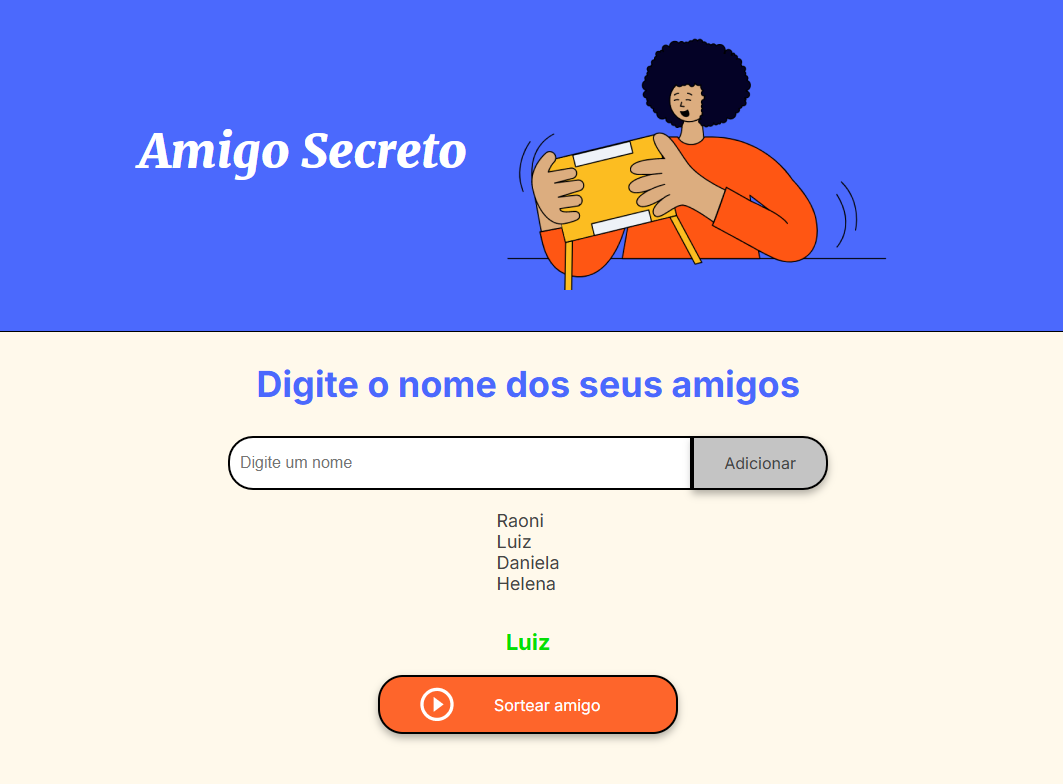 Amigo Secreto
Digite o nome dos seus amigos
Digite um nome
Adicionar
Raoni
Luiz
Daniela
Helena
Luiz
Sortear amigo